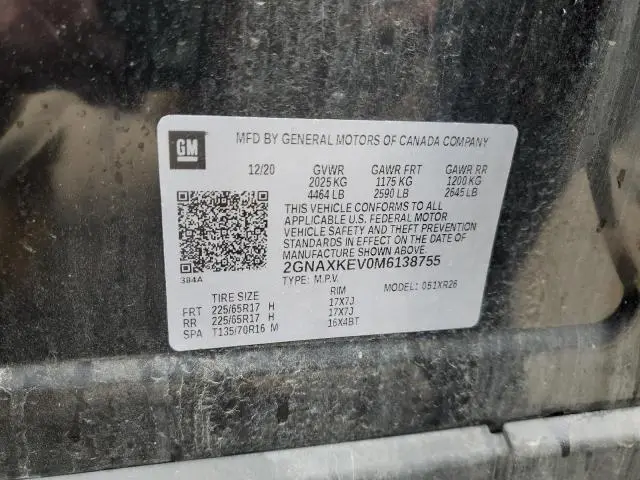 GM
MFD BY GENERAL MOTORS OF CANADA COMPANY
12/20 GVWR GAWR FRT GAWR RR
2025 KG 1175 KG 1200 KG
4464 LB 2590 LB 2645 LB
THIS VEHICLE CONFORMS TO ALL
APPLICABLE U.S. FEDERAL MOTOR
VEHICLE SAFETY AND THEFT PREVENTION
STANDARDS IN EFFECT ON THE DATE OF
MANUFACTURE SHOWN ABOVE.
384A 2GNAXKEV0M6138755
TYPE: M.P.V. MODEL: 051XR26
TIRE SIZE RIM
FRT 225/65R17 H 17X7J
RR 225/65R17 H 17X7J
SPA T135/70R16 M 16X4BT